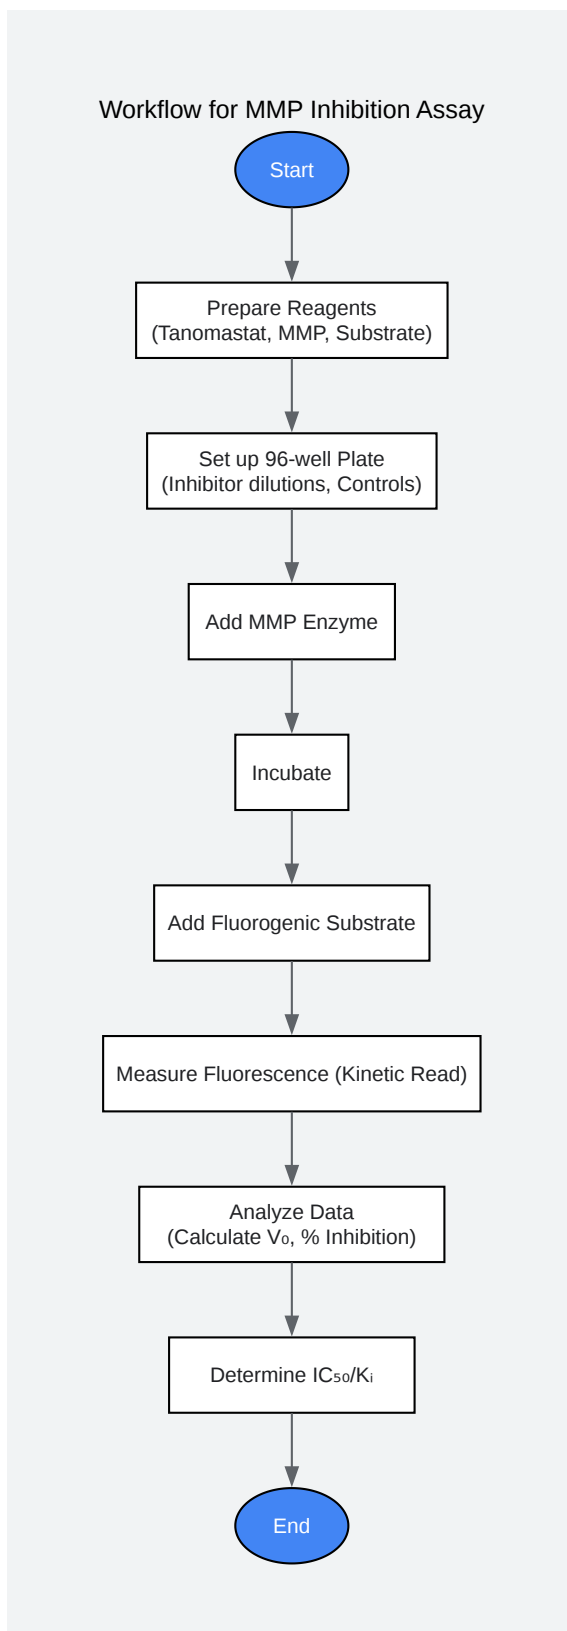 Workflow for MMP Inhibition Assay
Start
Prepare Reagents
(Tanomastat, MMP, Substrate)
Set up 96-well Plate
(Inhibitor dilutions, Controls)
Add MMP Enzyme
Incubate
Add Fluorogenic Substrate
Measure Fluorescence (Kinetic Read)
Analyze Data
(Calculate V₀, % Inhibition)
Determine IC₅₀/Kᵢ
End